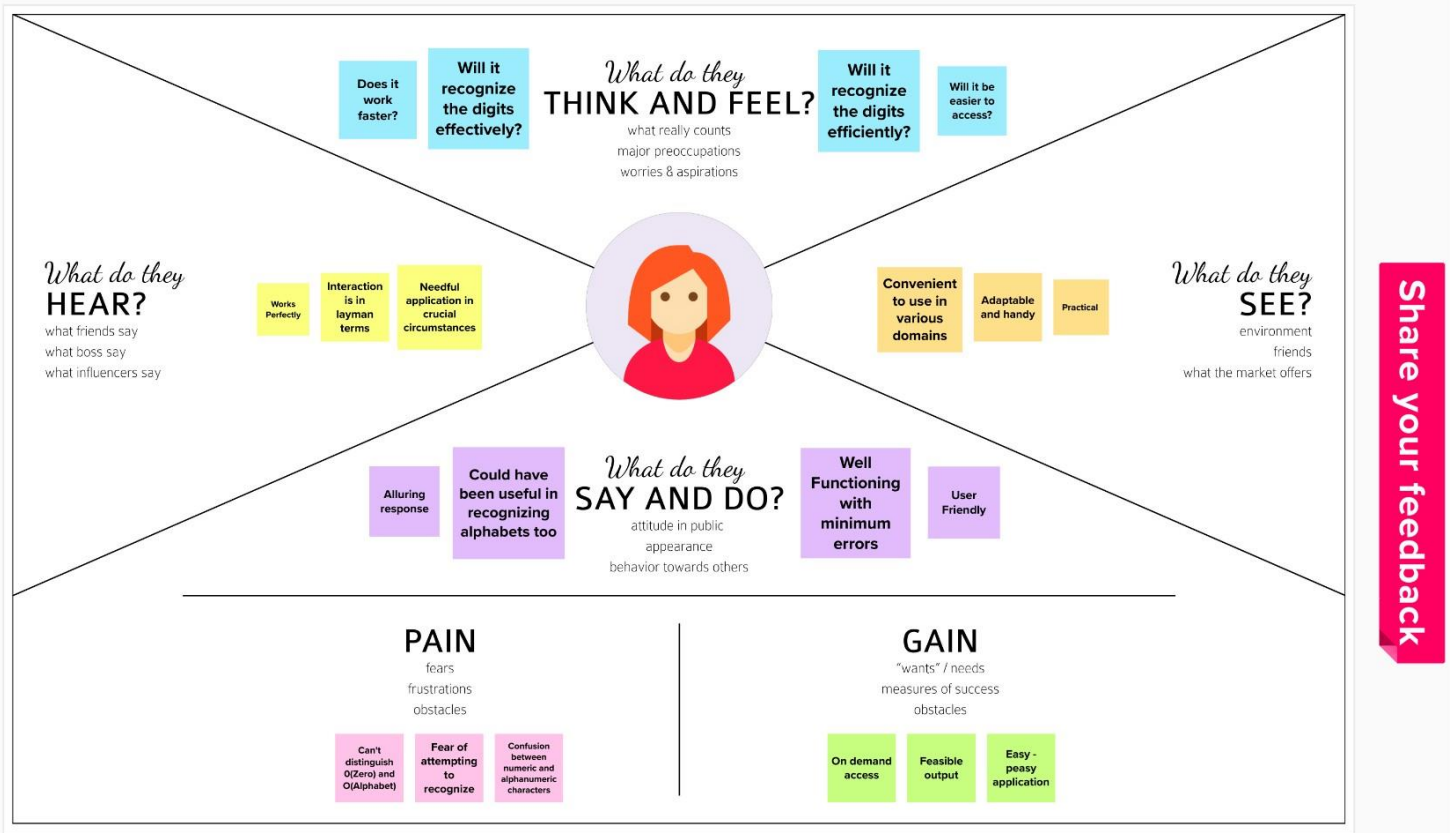 Does it
work
faster?
Will it
recognize
the digits
effectively?
What do they
THINK AND FEEL?
what really counts
major preoccupations
worries & aspirations
Will it
recognize
the digits
efficiently?
Will it be
easier to
access?
What do they
HEAR?
what friends say
what boss say
what influencers say
Works
Perfectly
Interaction
is in
layman
terms
Needful
application in
crucial
circumstances
Convenient
to use in
various
domains
Adaptable
and handy
Practical
What do they
SEE?
environment
friends
what the market offers
Alluring
response
Could have
been useful in
recognizing
alphabets too
What do they
SAY AND DO?
attitude in public
appearance
behavior towards others
Well
Functioning
with
minimum
errors
User
Friendly
PAIN
fears
frustrations
obstacles
Can't
distinguish
0(Zero) and
O(Alphabet)
Fear of
attempting
to
recognize
Confusion
between
numeric and
alphanumeric
characters
GAIN
"wants" / needs
measures of success
obstacles
On demand
access
Feasible
output
Easy -
peasy
application
Share your feedback